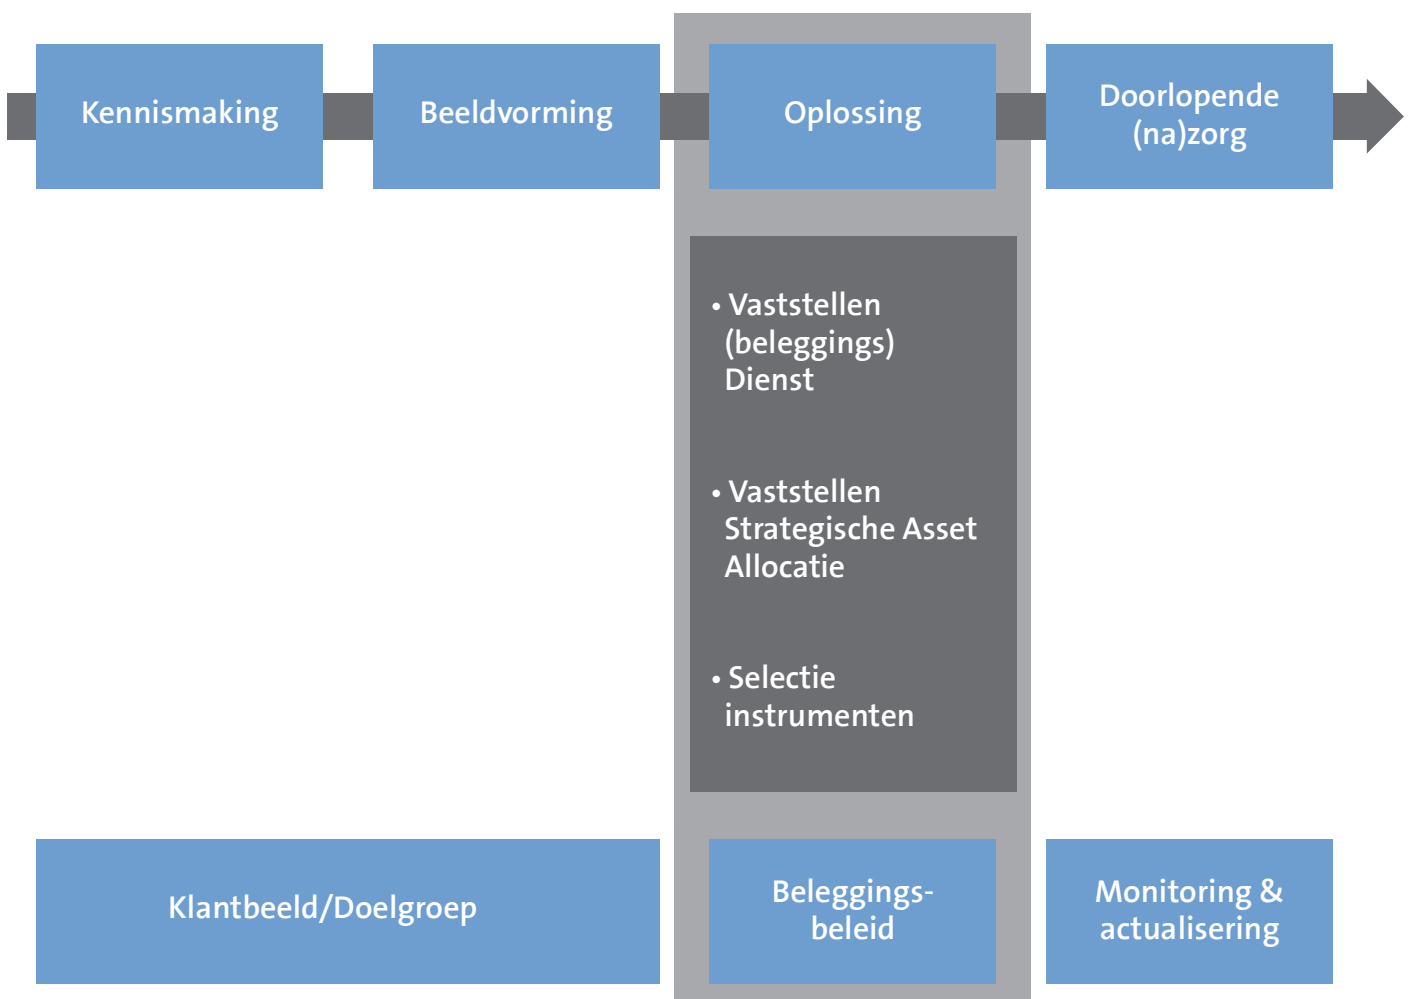 Kennismaking
Beeldvorming
Oplossing
Doorlopende
(na)zorg
• Vaststellen
(beleggings)
Dienst
• Vaststellen
Strategische Asset
Allocatie
• Selectie
instrumenten
Klantbeeld/Doelgroep
Beleggings-
beleid
Monitoring &
actualisering